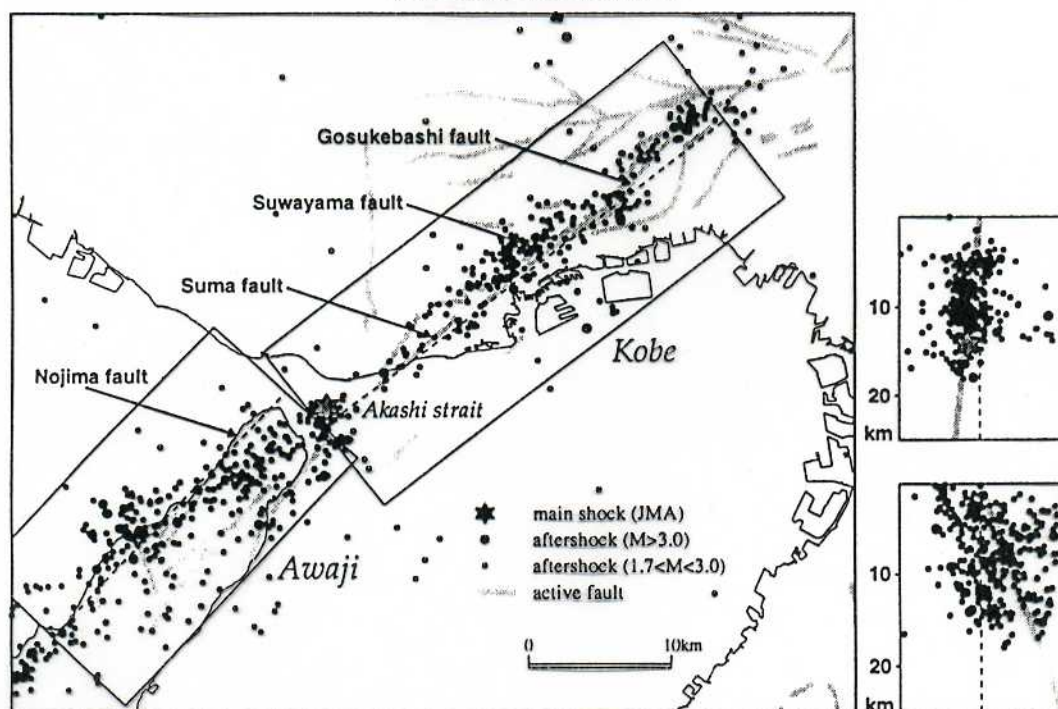 Gosukebashi fault
Suwayama fault
Suma fault
Nojima fault
Kobe
Akashi strait
Awaji
main shock (JMA)
aftershock (M>3.0)
aftershock (1.7<M<3.0)
active fault
0
10km
10
20
km
10
20
km